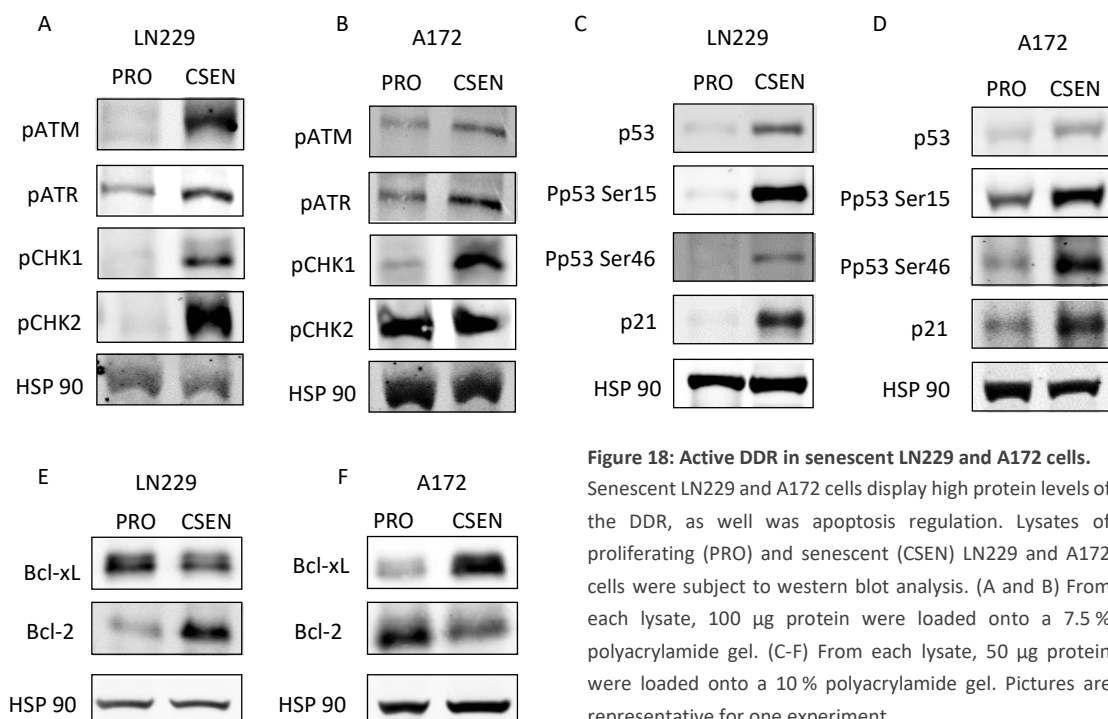 A
LN229
PRO CSEN
pATM
pATR
pCHK1
pCHK2
HSP 90
B
A172
PRO CSEN
pATM
pATR
pCHK1
pCHK2
HSP 90
C
LN229
PRO CSEN
p53
Pp53 Ser15
Pp53 Ser46
p21
HSP 90
D
A172
PRO CSEN
p53
Pp53 Ser15
Pp53 Ser46
p21
HSP 90
E
LN229
PRO CSEN
Bcl-xL
Bcl-2
HSP 90
F
A172
PRO CSEN
Bcl-xL
Bcl-2
HSP 90
Figure 18: Active DDR in senescent LN229 and A172 cells.
Senescent LN229 and A172 cells display high protein levels of
the DDR, as well was apoptosis regulation. Lysates of
proliferating (PRO) and senescent (CSEN) LN229 and A172
cells were subject to western blot analysis. (A and B) From
each lysate, 100 µg protein were loaded onto a 7.5 %
polyacrylamide gel. (C-F) From each lysate, 50 µg protein
were loaded onto a 10 % polyacrylamide gel. Pictures are
representative for one experiment.